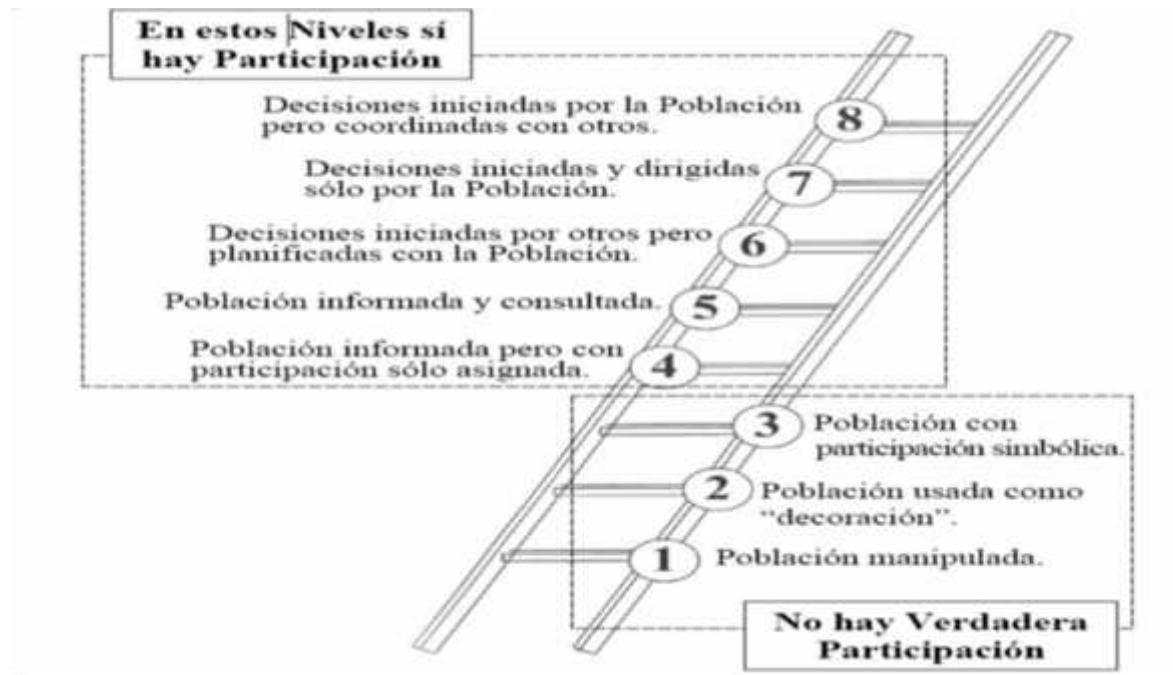 En estos Niveles sí
hay Participación
Decisiones iniciadas por la Población
pero coordinadas con otros.
8
Decisiones iniciadas y dirigidas
sólo por la Población.
7
Decisiones iniciadas por otros pero
planificadas con la Población.
6
Población informada y consultada.
5
Población informada pero con
participación sólo asignada.
4
3
Población con
participación simbólica.
2
Población usada como
“decoración”.
1
Población manipulada.
No hay Verdadera
Participación